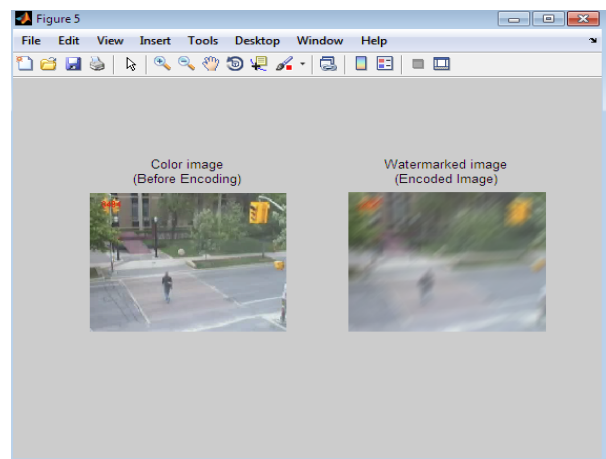 Figure 5
File Edit View Insert Tools Desktop Window Help
Color image
(Before Encoding)
Watermarked image
(Encoded Image)